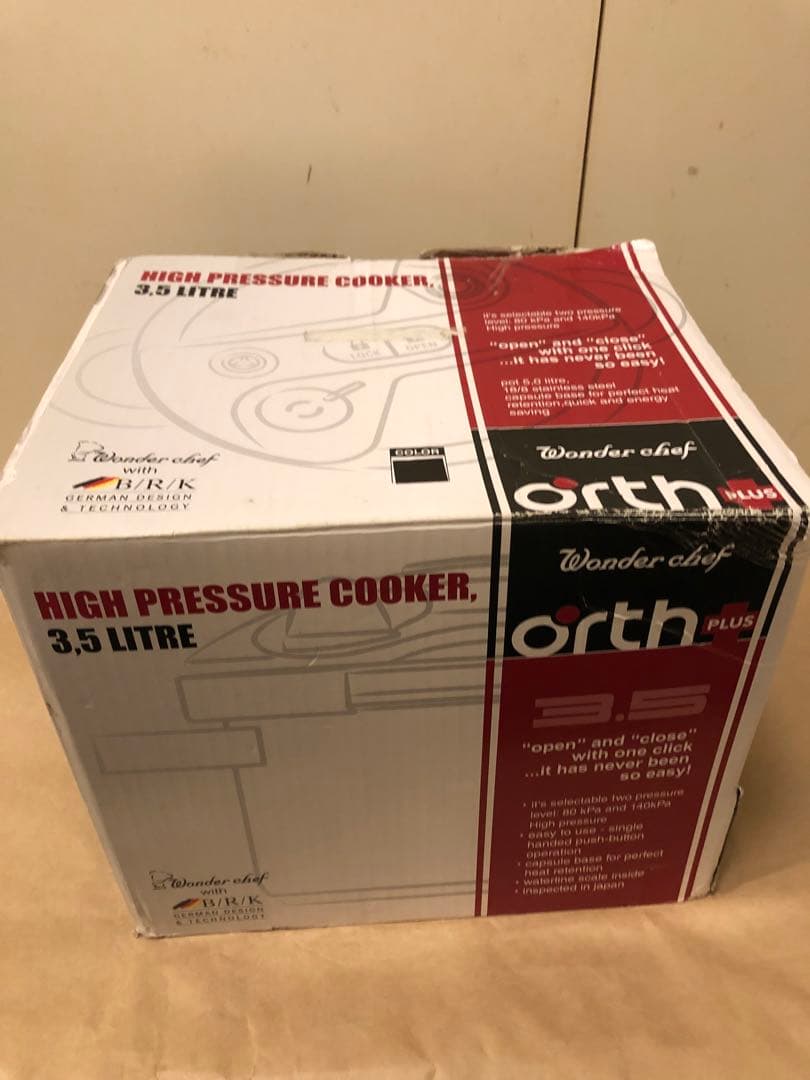 HIGH PRESSURE COOKER,
3,5 LITRE
it's selectable two pressure
level: 80 kPa and 140kPa
High pressure
"open" and "close"
with one click
...it has never been
so easy!
pot 5,0 litre,
18/8 stainless steel
capsule base for perfect heat
retention,quick and energy
saving
LOCK
OPEN
Wonder chef
with
B/R/K
GERMAN DESIGN
& TECHNOLOGY
COLOR
Wonder chef
orth PLUS
HIGH PRESSURE COOKER,
3,5 LITRE
Wonder chef
orth PLUS
3.5
"open" and "close"
with one click
...it has never been
so easy!
• it's selectable two pressure
level: 80 kPa and 140kPa
High pressure
• easy to use - single
handed push-button
operation
• capsule base for perfect
heat retention
• waterline scale inside
• inspected in japan
Wonder chef
with
B/R/K
GERMAN DESIGN
& TECHNOLOGY